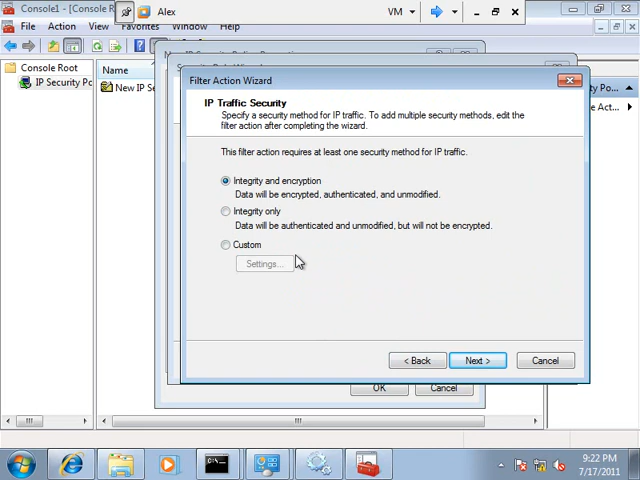 Console1
Alex
VM
File
Action
Favorites
Window
Help
Console Root
IP Security Po
Name
New IP Se
Filter Action Wizard
IP Traffic Security
Specify a security method for IP traffic. To add multiple security methods, edit the
filter action after completing the wizard.
This filter action requires at least one security method for IP traffic.
Integrity and encryption
Data will be encrypted, authenticated, and unmodified.
Integrity only
Data will be authenticated and unmodified, but will not be encrypted.
Custom
Settings...
< Back
Next >
Cancel
OK
Cancel
Po...
e Act...
9:22 PM
7/17/2011